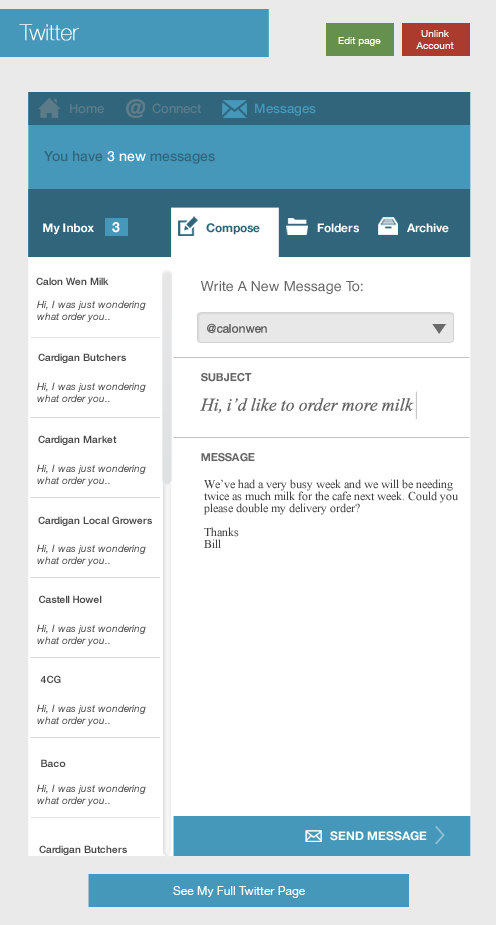 Twitter
Edit page
Unlink
Account
Home
@ Connect
Messages
You have 3 new messages
My Inbox 3
Compose
Folders
Archive
Calon Wen Milk
Hi, I was just wondering
what order you..
Cardigan Butchers
Hi, I was just wondering
what order you..
Cardigan Market
Hi, I was just wondering
what order you..
Cardigan Local Growers
Hi, I was just wondering
what order you..
Castell Howel
Hi, I was just wondering
what order you..
4CG
Hi, I was just wondering
what order you..
Baco
Hi, I was just wondering
what order you..
Cardigan Butchers
Write A New Message To:
@calonwen
SUBJECT
Hi, i’d like to order more milk
MESSAGE
We’ve had a very busy week and we will be needing
twice as much milk for the cafe next week. Could you
please double my delivery order?
Thanks
Bill
SEND MESSAGE
See My Full Twitter Page